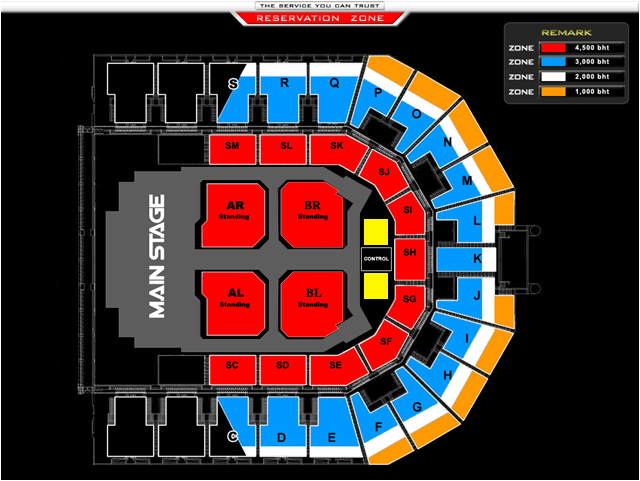 THE SERVICE YOU CAN TRUST
RESERVATION ZONE
REMARK
ZONE 4,500 bht
ZONE 3,000 bht
ZONE 2,000 bht
ZONE 1,000 bht
S
R
Q
P
O
N
M
L
K
J
I
H
G
F
E
D
C
SM
SL
SK
SJ
SI
SH
SG
SF
SE
SD
SC
MAIN STAGE
AR
Standing
BR
Standing
AL
Standing
BL
Standing
CONTROL